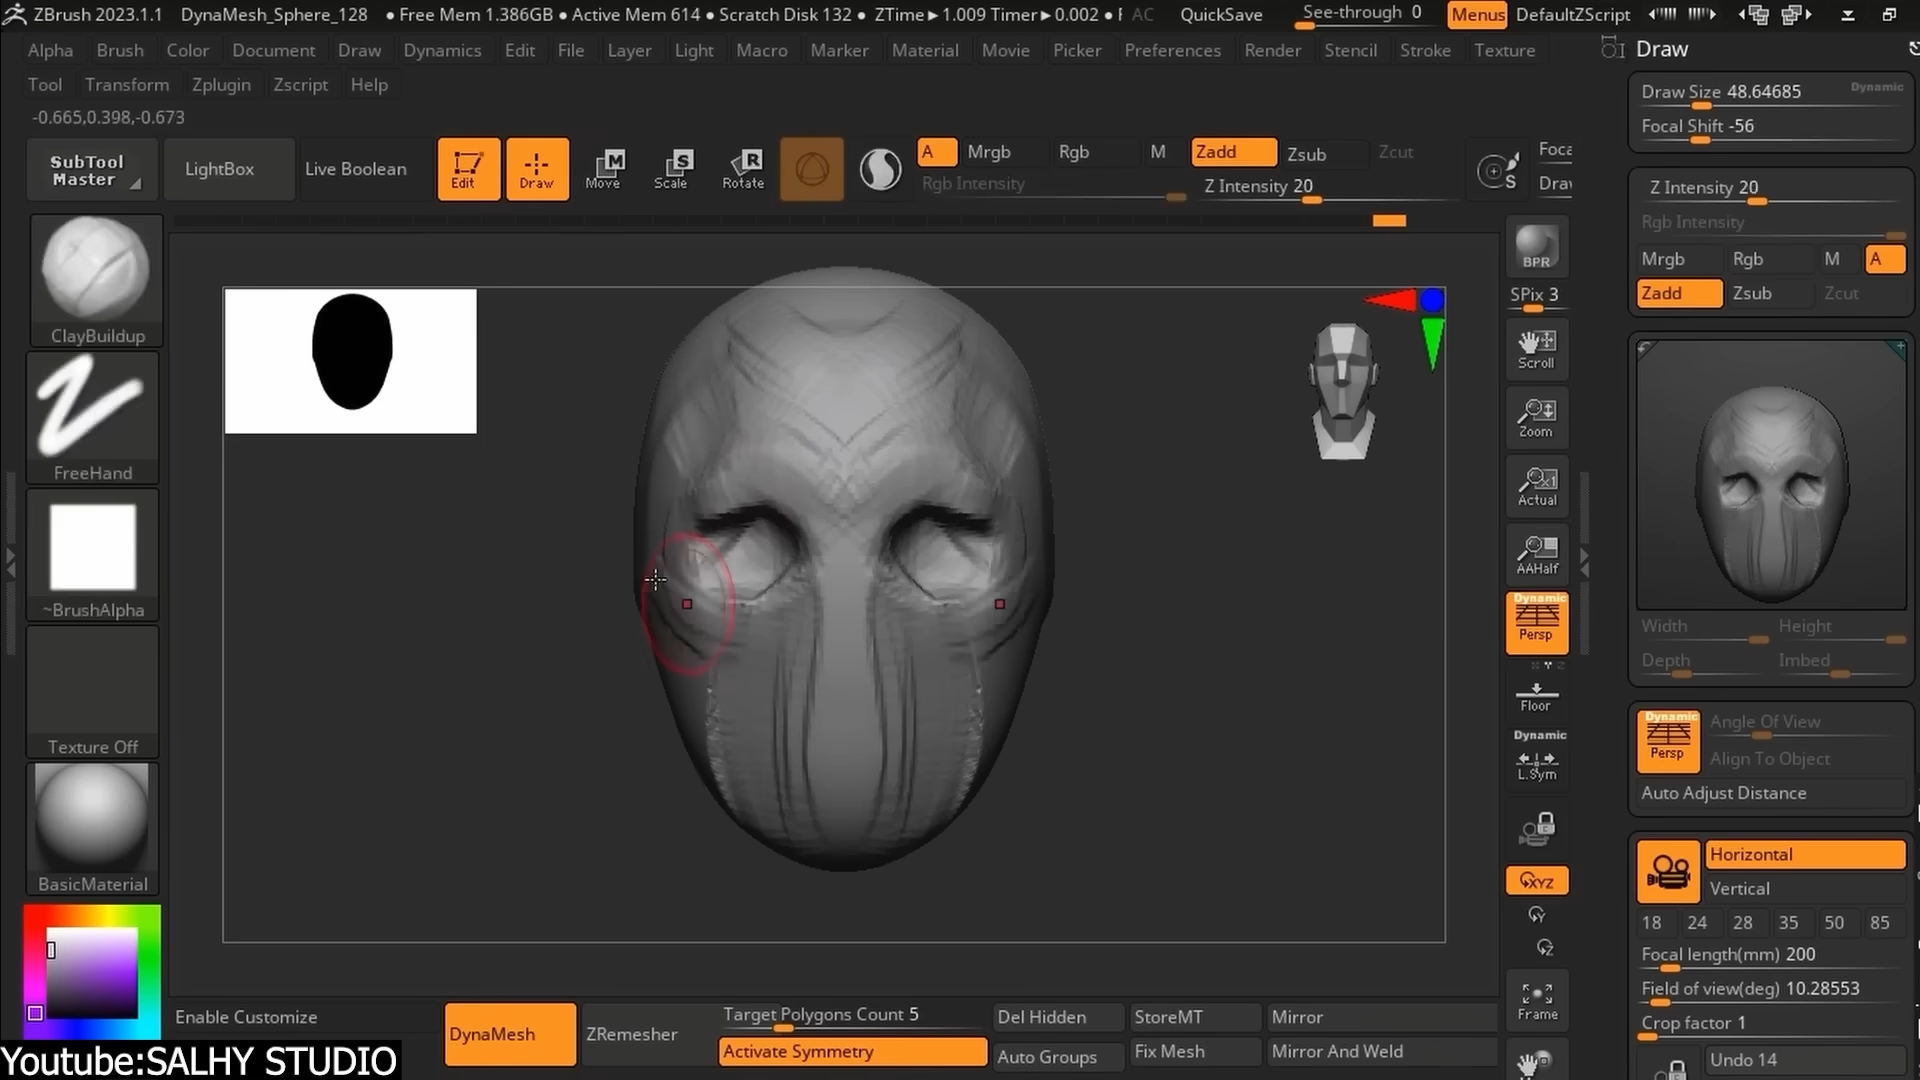 ZBrush 2023.1.1 DynaMesh_Sphere_128 ● Free Mem 1.386GB ● Active Mem 614 ● Scratch Disk 132 ● ZTime►1.009 Timer►0.002 ● AC QuickSave See-through 0 Menus DefaultZScript
Alpha Brush Color Document Draw Dynamics Edit File Layer Light Macro Marker Material Movie Picker Preferences Render Stencil Stroke Texture
Tool Transform Zplugin Zscript Help
-0.665,0.398,-0.673
SubTool
Master
LightBox
Live Boolean
Edit
Draw
M
Move
S
Scale
R
Rotate
A Mrgb Rgb M Zadd Zsub Zcut
Rgb Intensity Z Intensity 20
S
Foca
Draw
ClayBuildup
FreeHand
~BrushAlpha
Texture Off
BasicMaterial
BPR
SPix 3
Scroll
Zoom
x1
Actual
AAHalf
Dynamic
Persp
Floor
Dynamic
L.Sym
XYZ
Y
Z
Frame
Draw
Draw Size 48.64685 Dynamic
Focal Shift -56
Z Intensity 20
Rgb Intensity
Mrgb Rgb M A
Zadd Zsub Zcut
Width Height
Depth Imbed
Dynamic
Persp
Angle Of View
Align To Object
Auto Adjust Distance
Horizontal
Vertical
18 24 28 35 50 85
Focal length(mm) 200
Field of view(deg) 10.28553
Crop factor 1
Undo 14
Enable Customize
DynaMesh
ZRemesher
Target Polygons Count 5
Activate Symmetry
Del Hidden
Auto Groups
StoreMT
Fix Mesh
Mirror
Mirror And Weld
Youtube:SALHY STUDIO